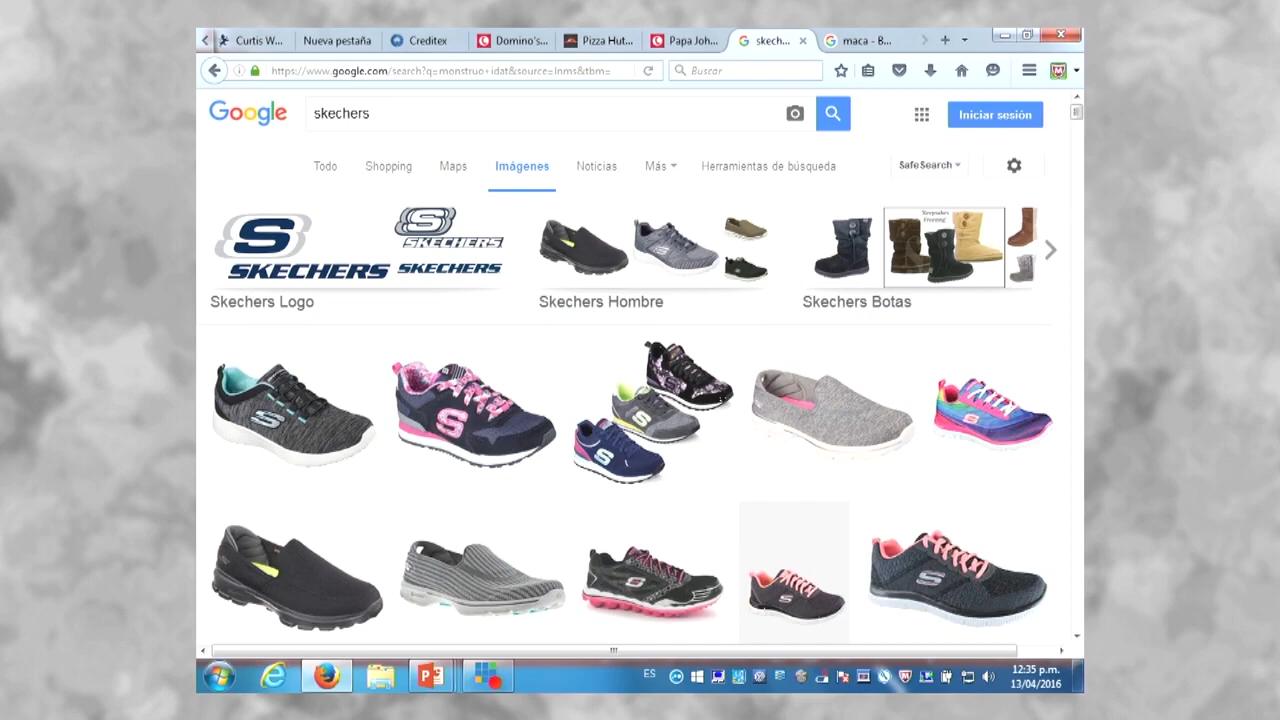 Curtis W...
Nueva pestaña
Creditex
Domino's...
Pizza Hut...
Papa Joh...
skech...
maca - B...
https://www.google.com/search?q=monstruo+idat&source=lnms&tbm=
Buscar
Google
skechers
Iniciar sesión
Todo
Shopping
Maps
Imágenes
Noticias
Más
Herramientas de búsqueda
SafeSearch
S
SKECHERS
S
SKECHERS
SKECHERS
Skechers Logo
Skechers Hombre
Skechers Botas
ES
12:35 p.m.
13/04/2016